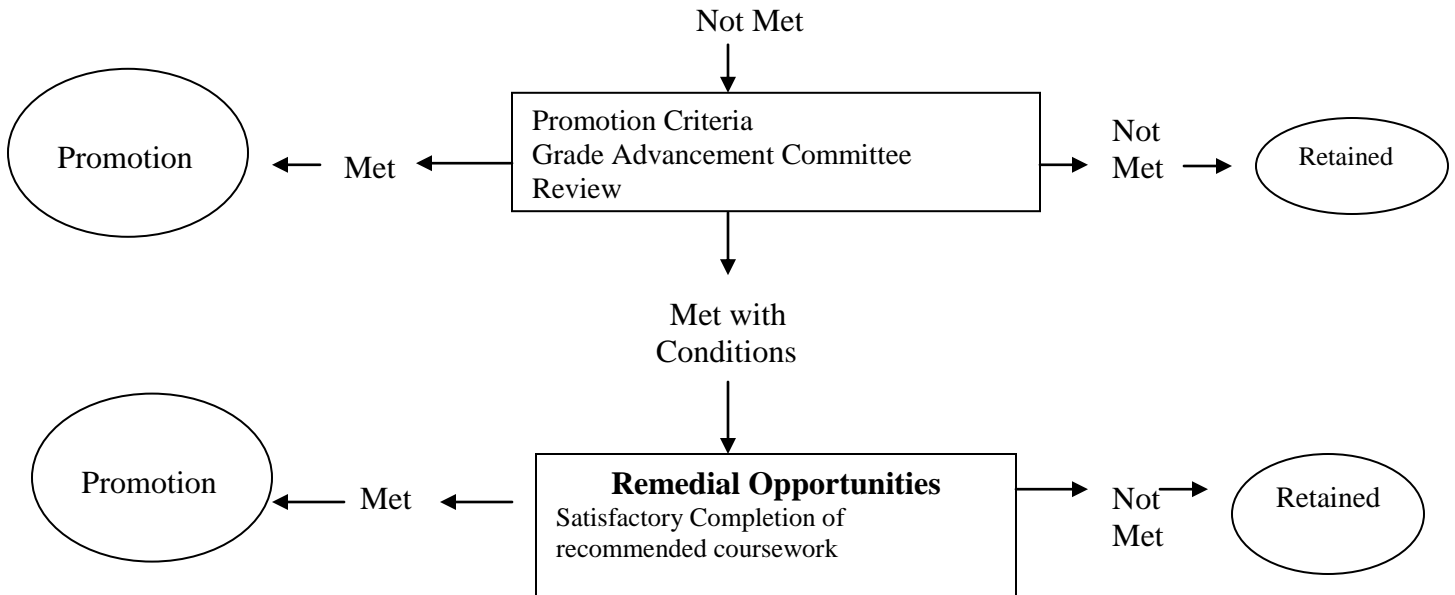 Not Met
Promotion Criteria
Grade Advancement Committee
Review
Promotion
Met
Not
Met
Retained
Met with
Conditions
Remedial Opportunities
Satisfactory Completion of
recommended coursework
Promotion
Met
Not
Met
Retained